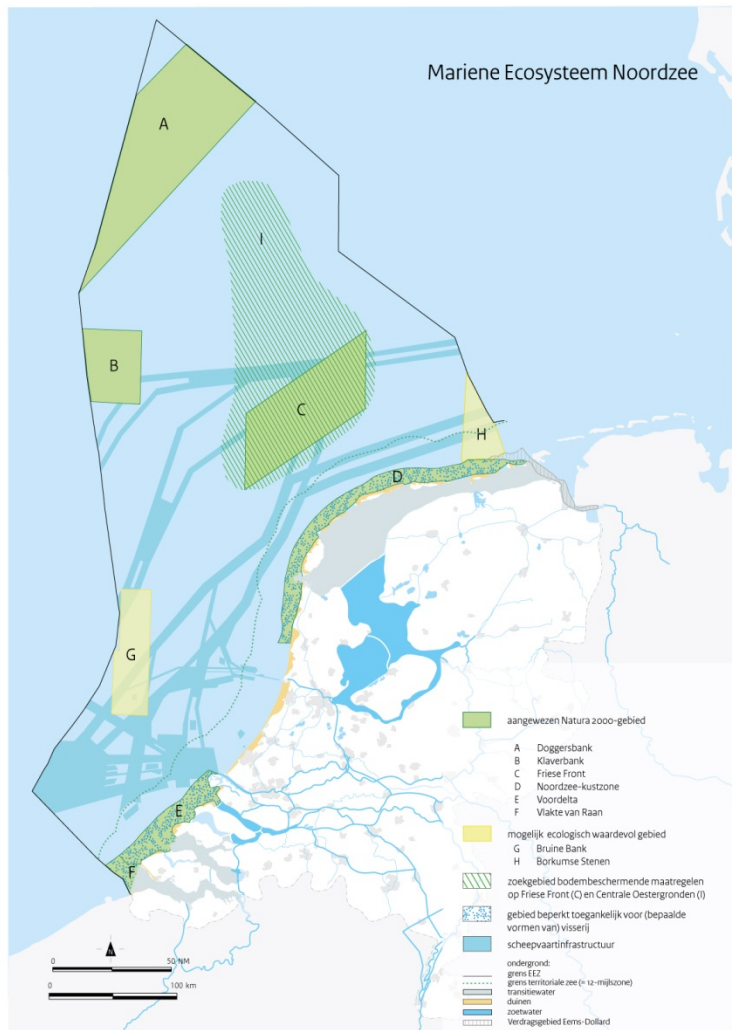 Mariene Ecosysteem Noordzee
A
I
B
C
H
D
G
E
F
aangewezen Natura 2000-gebied
A Doggersbank
B Klaverbank
C Friese Front
D Noordzee-kustzone
E Voordelta
F Vlakte van Raan
mogelijk ecologisch waardevol gebied
G Bruine Bank
H Borkumse Stenen
zoekgebied bodembeschermende maatregelen
op Friese Front (C) en Centrale Oestergronden (I)
gebied beperkt toegankelijk voor (bepaalde
vormen van) visserij
scheepvaartinfrastructuur
ondergrond:
grens EEZ
grens territoriale zee (= 12-mijlszone)
transitiewater
duinen
zoetwater
Verdragsgebied Eems-Dollard
0 50 NM
0 100 km